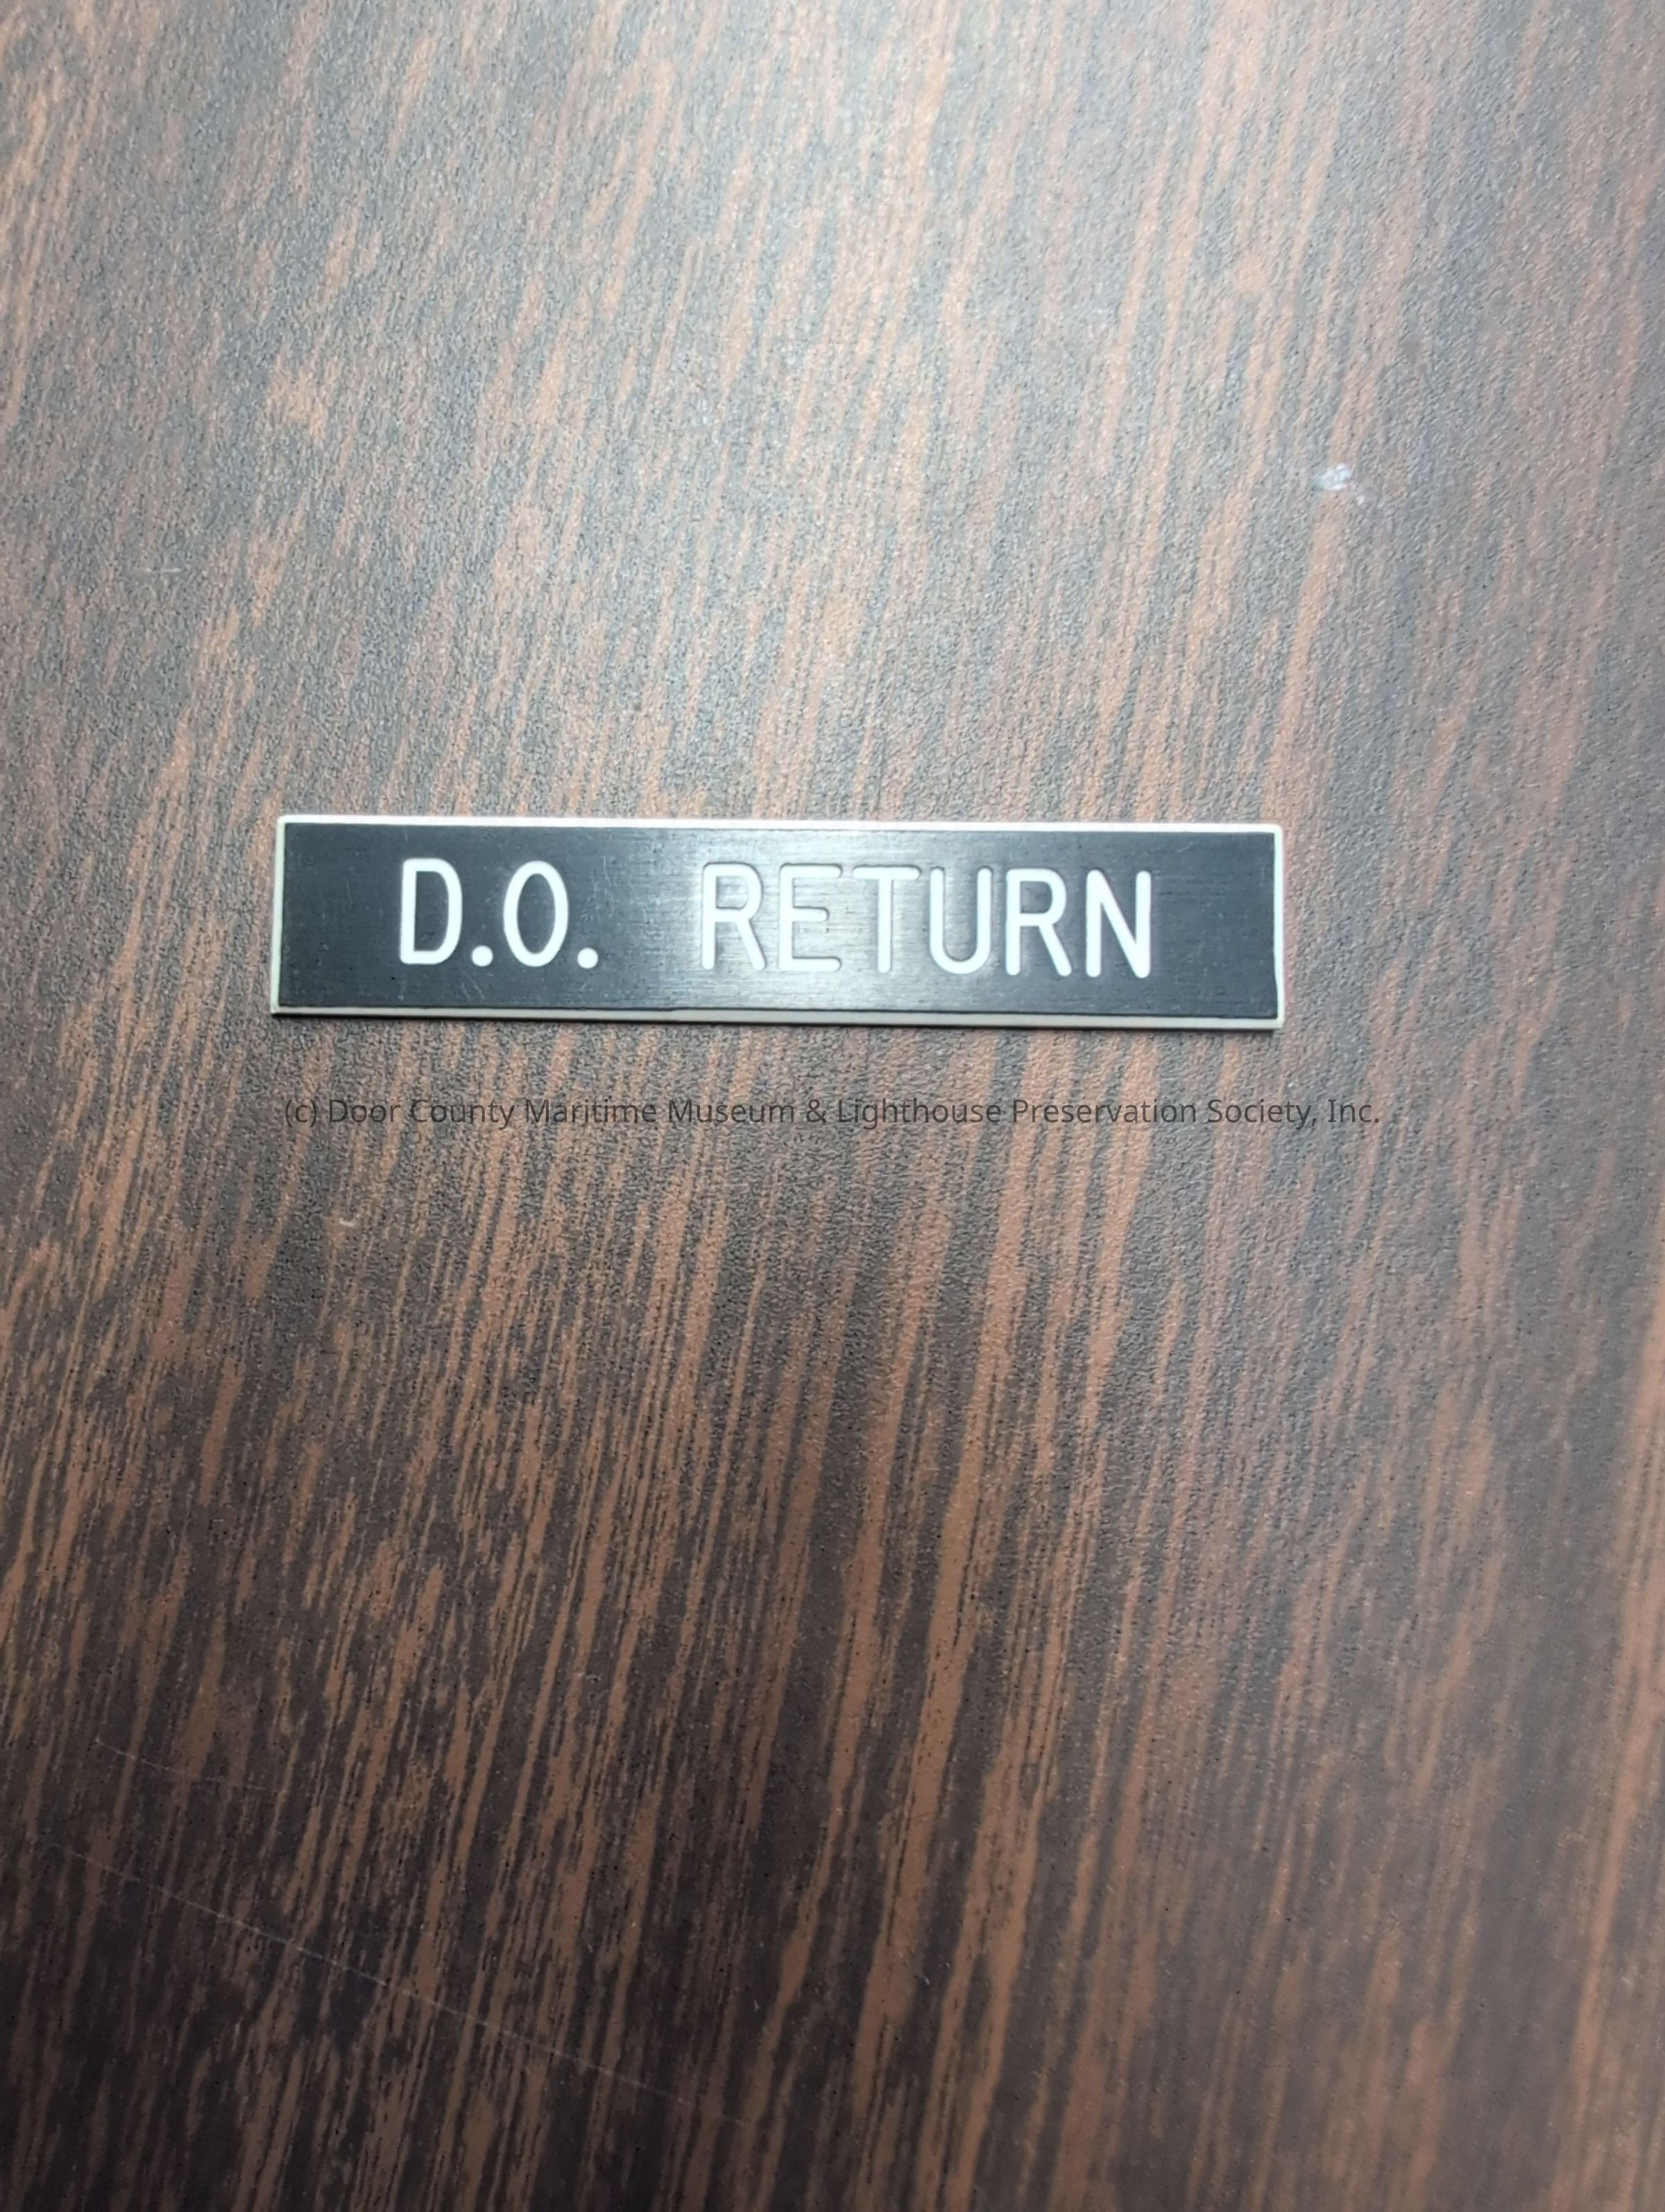 D.O. RETURN
(c) Door County Maritime Museum & Lighthouse Preservation Society, Inc.